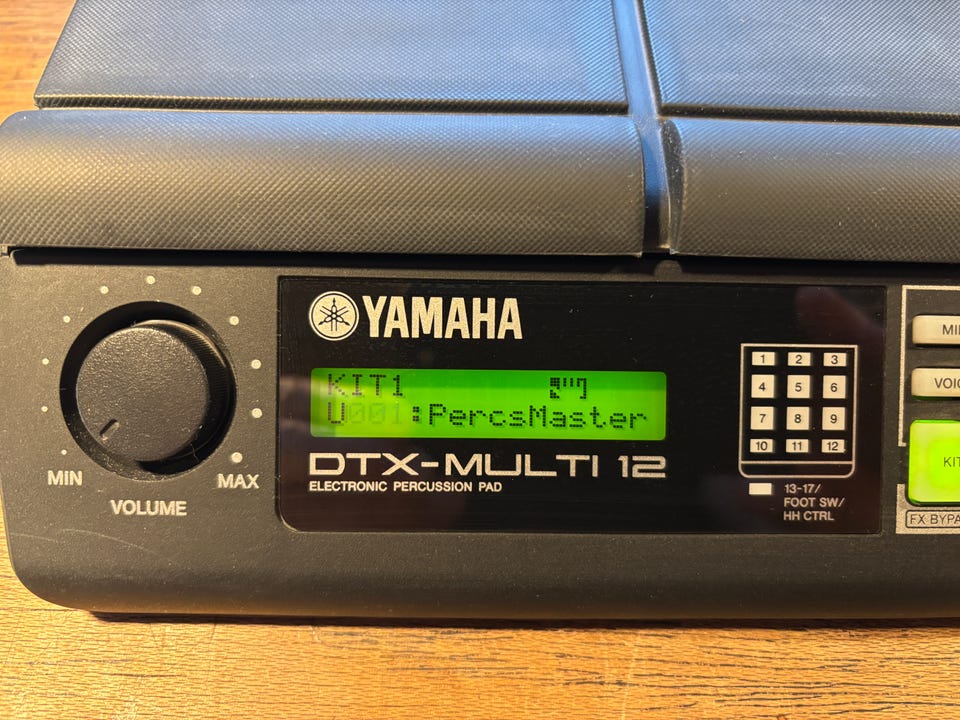 YAMAHA
KIT1
U001:PercsMaster
DTX-MULTI 12
ELECTRONIC PERCUSSION PAD
MIN
MAX
VOLUME
1 2 3
4 5 6
7 8 9
10 11 12
13-17/
FOOT SW/
HH CTRL